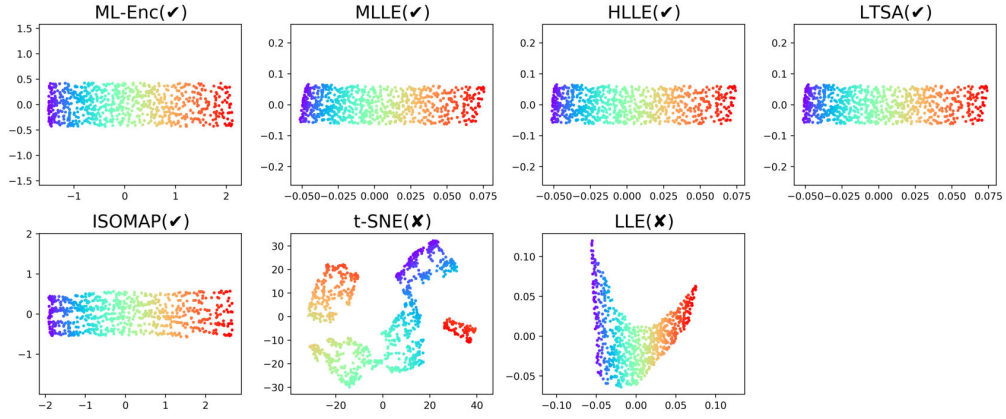 ML-Enc(✔)
1.5
1.0
0.5
0.0
−0.5
−1.0
−1.5
−1 0 1 2
MLLE(✔)
0.2
0.1
0.0
−0.1
−0.2
−0.050 −0.025 0.000 0.025 0.050 0.075
HLLE(✔)
0.2
0.1
0.0
−0.1
−0.2
−0.050 −0.025 0.000 0.025 0.050 0.075
LTSA(✔)
0.2
0.1
0.0
−0.1
−0.2
−0.050 −0.025 0.000 0.025 0.050 0.075
ISOMAP(✔)
2
1
0
−1
−2 −1 0 1 2
t-SNE(✘)
30
20
10
0
−10
−20
−30
−20 0 20 40
LLE(✘)
0.10
0.05
0.00
−0.05
−0.10 −0.05 0.00 0.05 0.10